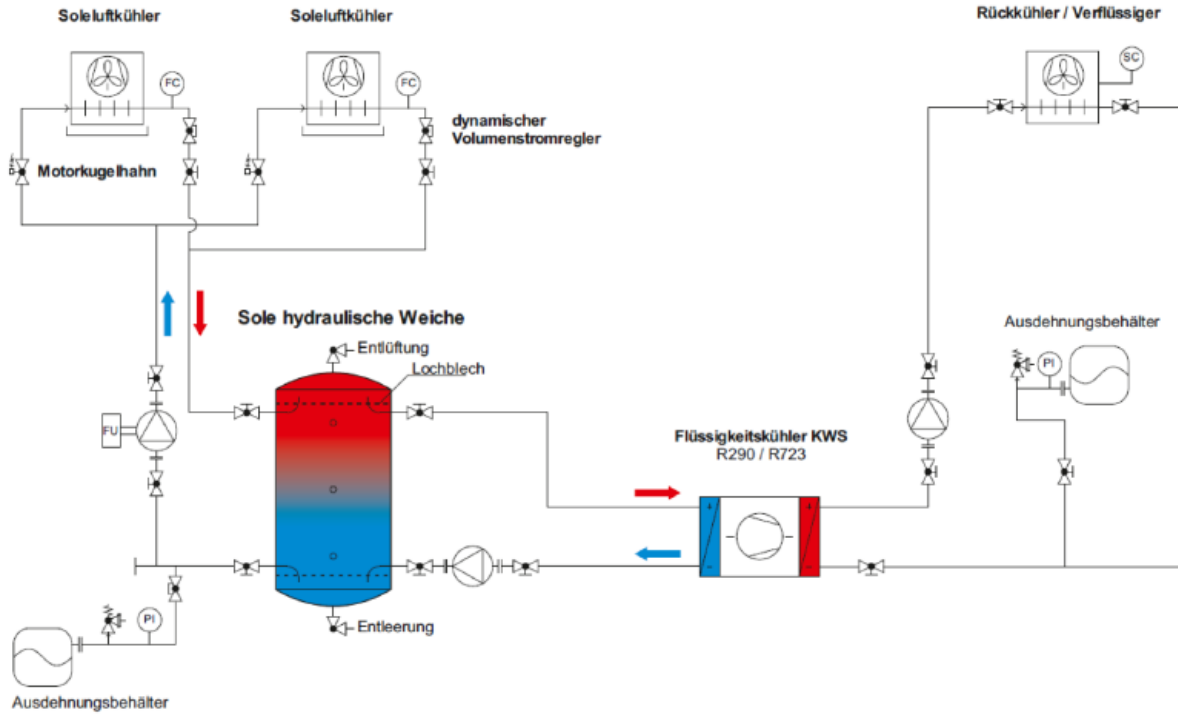 Soleluftkühler
Soleluftkühler
Rückkühler / Verflüssiger
FC
FC
SC
dynamischer
Volumenstromregler
Motorkugelhahn
Sole hydraulische Weiche
Entlüftung
Lochblech
Ausdehnungsbehälter
PI
FU
Flüssigkeitskühler KWS
R290 / R723
PI
Entleerung
Ausdehnungsbehälter